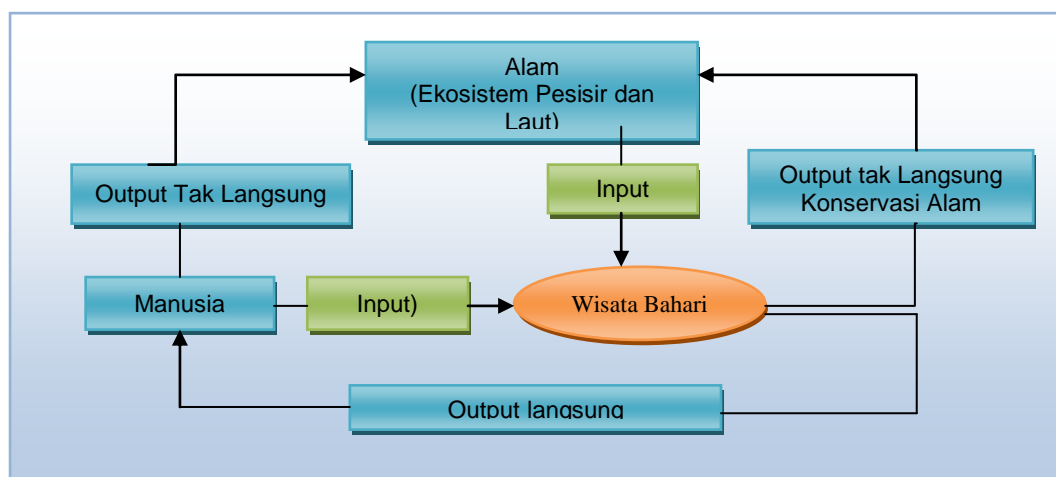 Alam
(Ekosistem Pesisir dan
Laut)
Output Tak Langsung
Input
Output tak Langsung
Konservasi Alam
Manusia
Input)
Wisata Bahari
Output langsung